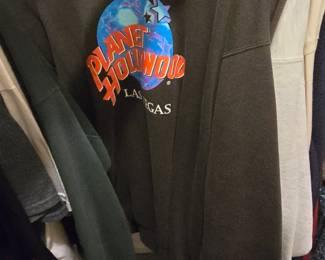 PLANET
HOLLYWOOD
®
LAS VEGAS